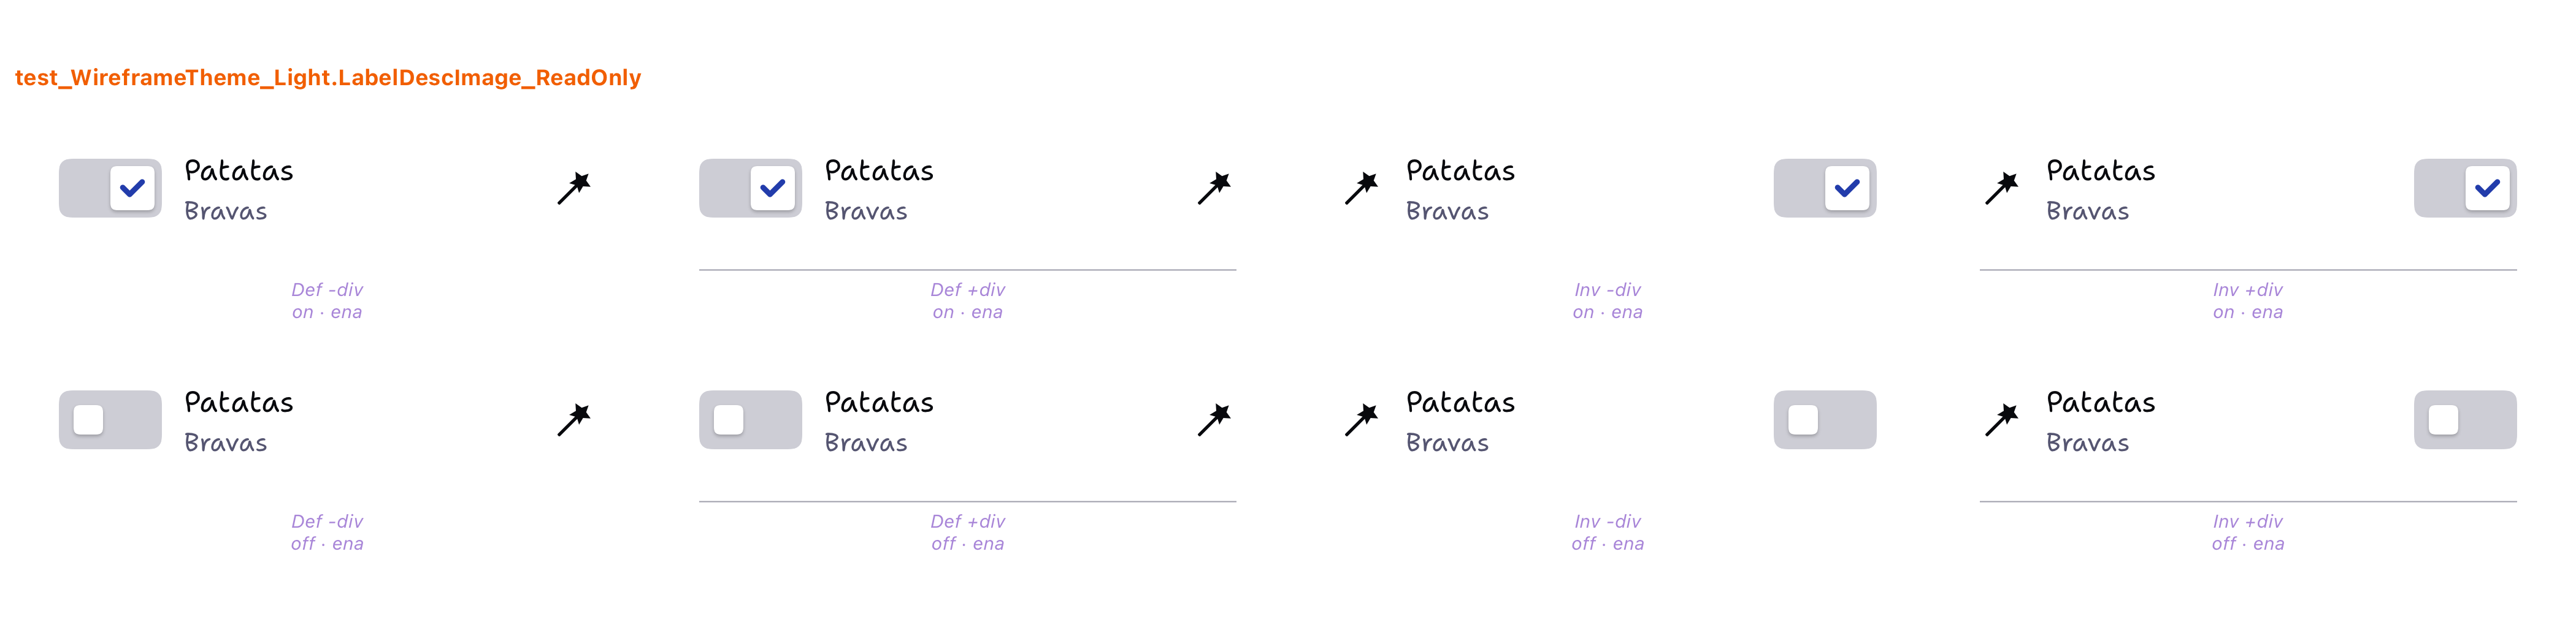 test_WireframeTheme_Light.LabelDescImage_ReadOnly
Patatas
Bravas
Def -div
on · ena
Patatas
Bravas
Def +div
on · ena
Patatas
Bravas
Inv -div
on · ena
Patatas
Bravas
Inv +div
on · ena
Patatas
Bravas
Def -div
off · ena
Patatas
Bravas
Def +div
off · ena
Patatas
Bravas
Inv -div
off · ena
Patatas
Bravas
Inv +div
off · ena